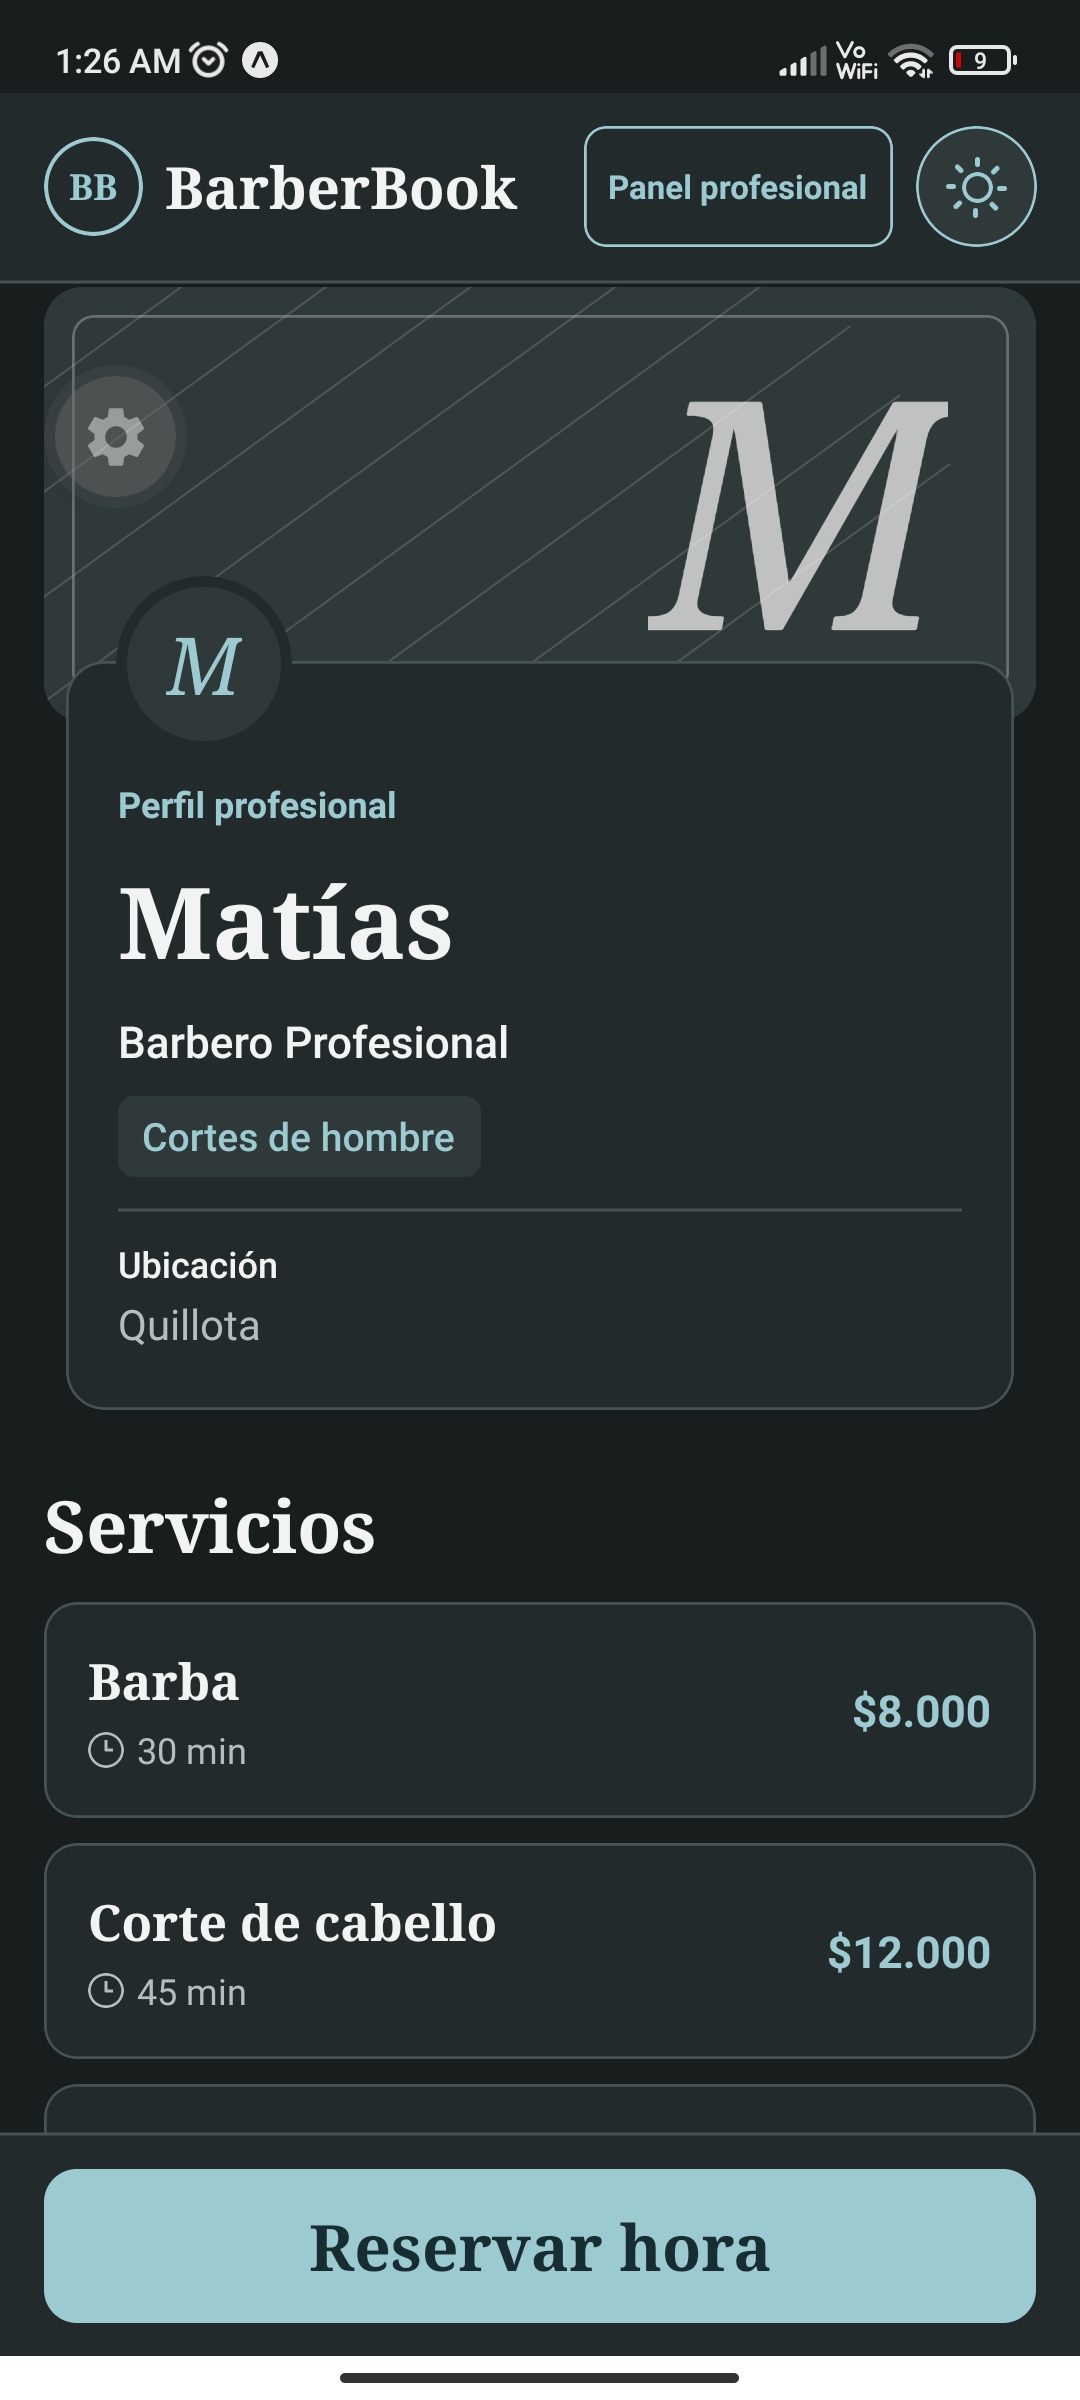 1:26 AM
Vo
WiFi
9
BB
BarberBook
Panel profesional
M
M
Perfil profesional
Matías
Barbero Profesional
Cortes de hombre
Ubicación
Quillota
Servicios
Barba
$8.000
30 min
Corte de cabello
$12.000
45 min
Reservar hora